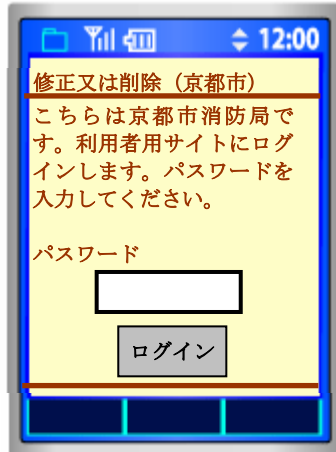 12:00
修正又は削除（京都市）
こちらは京都市消防局で
す。利用者用サイトにログ
インします。パスワードを
入力してください。
パスワード
ログイン